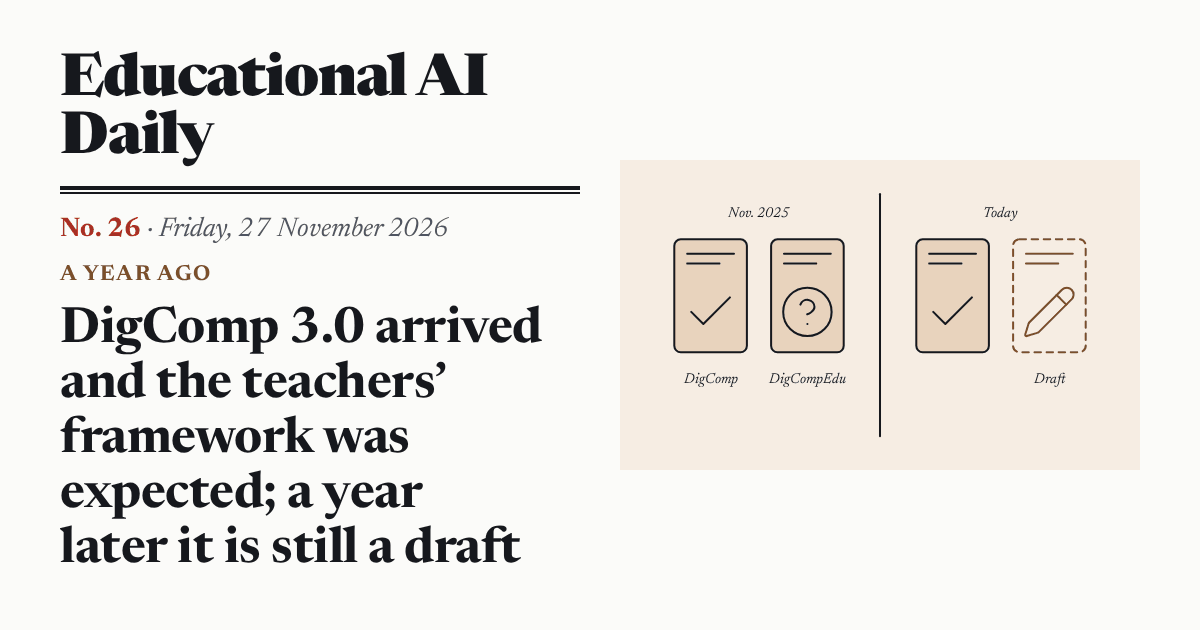 Educational AI
Daily
No. 26 · Friday, 27 November 2026
A YEAR AGO
DigComp 3.0 arrived
and the teachers’
framework was
expected; a year
later it is still a draft
Nov. 2025
Today
?
DigComp
DigCompEdu
Draft